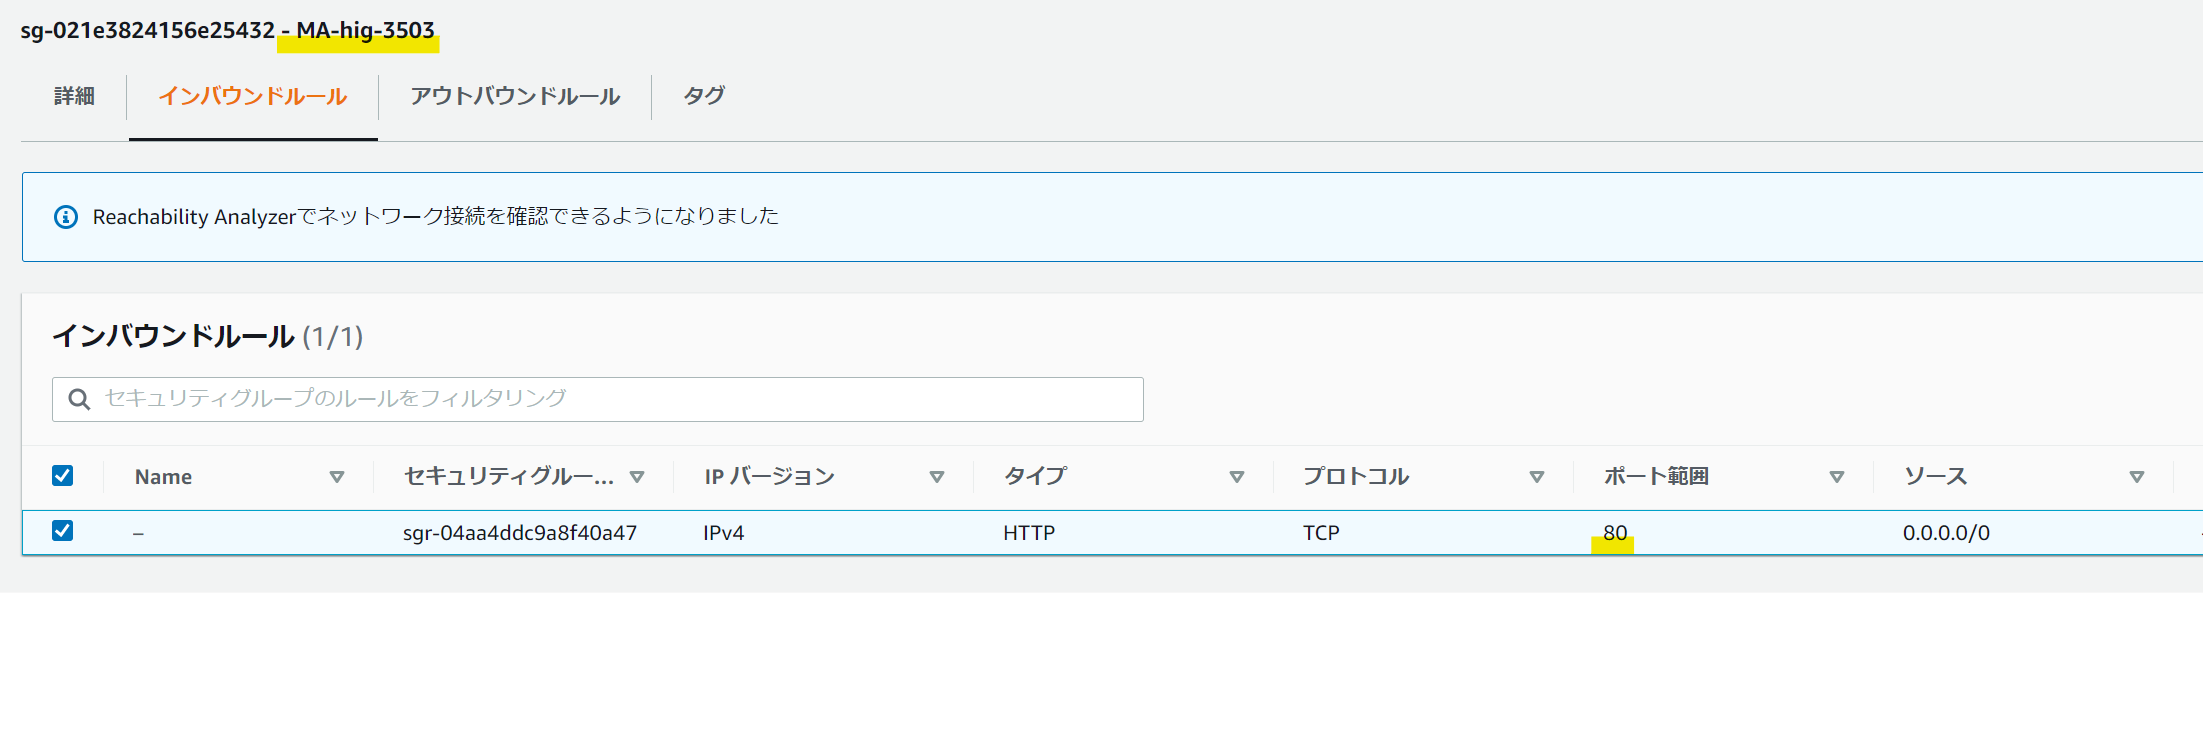 sg-021e3824156e25432 - MA-hig-3503
詳細 インバウンドルール アウトバウンドルール タグ
Reachability Analyzerでネットワーク接続を確認できるようになりました
インバウンドルール (1/1)
セキュリティグループのルールをフィルタリング
Name セキュリティグルー... IP バージョン タイプ プロトコル ポート範囲 ソース
– sgr-04aa4ddc9a8f40a47 IPv4 HTTP TCP 80 0.0.0.0/0